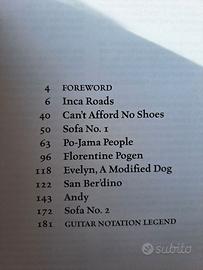 4 FOREWORD
6 Inca Roads
40 Can't Afford No Shoes
50 Sofa No. 1
63 Po-Jama People
96 Florentine Pogen
118 Evelyn, A Modified Dog
122 San Ber'dino
143 Andy
172 Sofa No. 2
181 GUITAR NOTATION LEGEND
subito